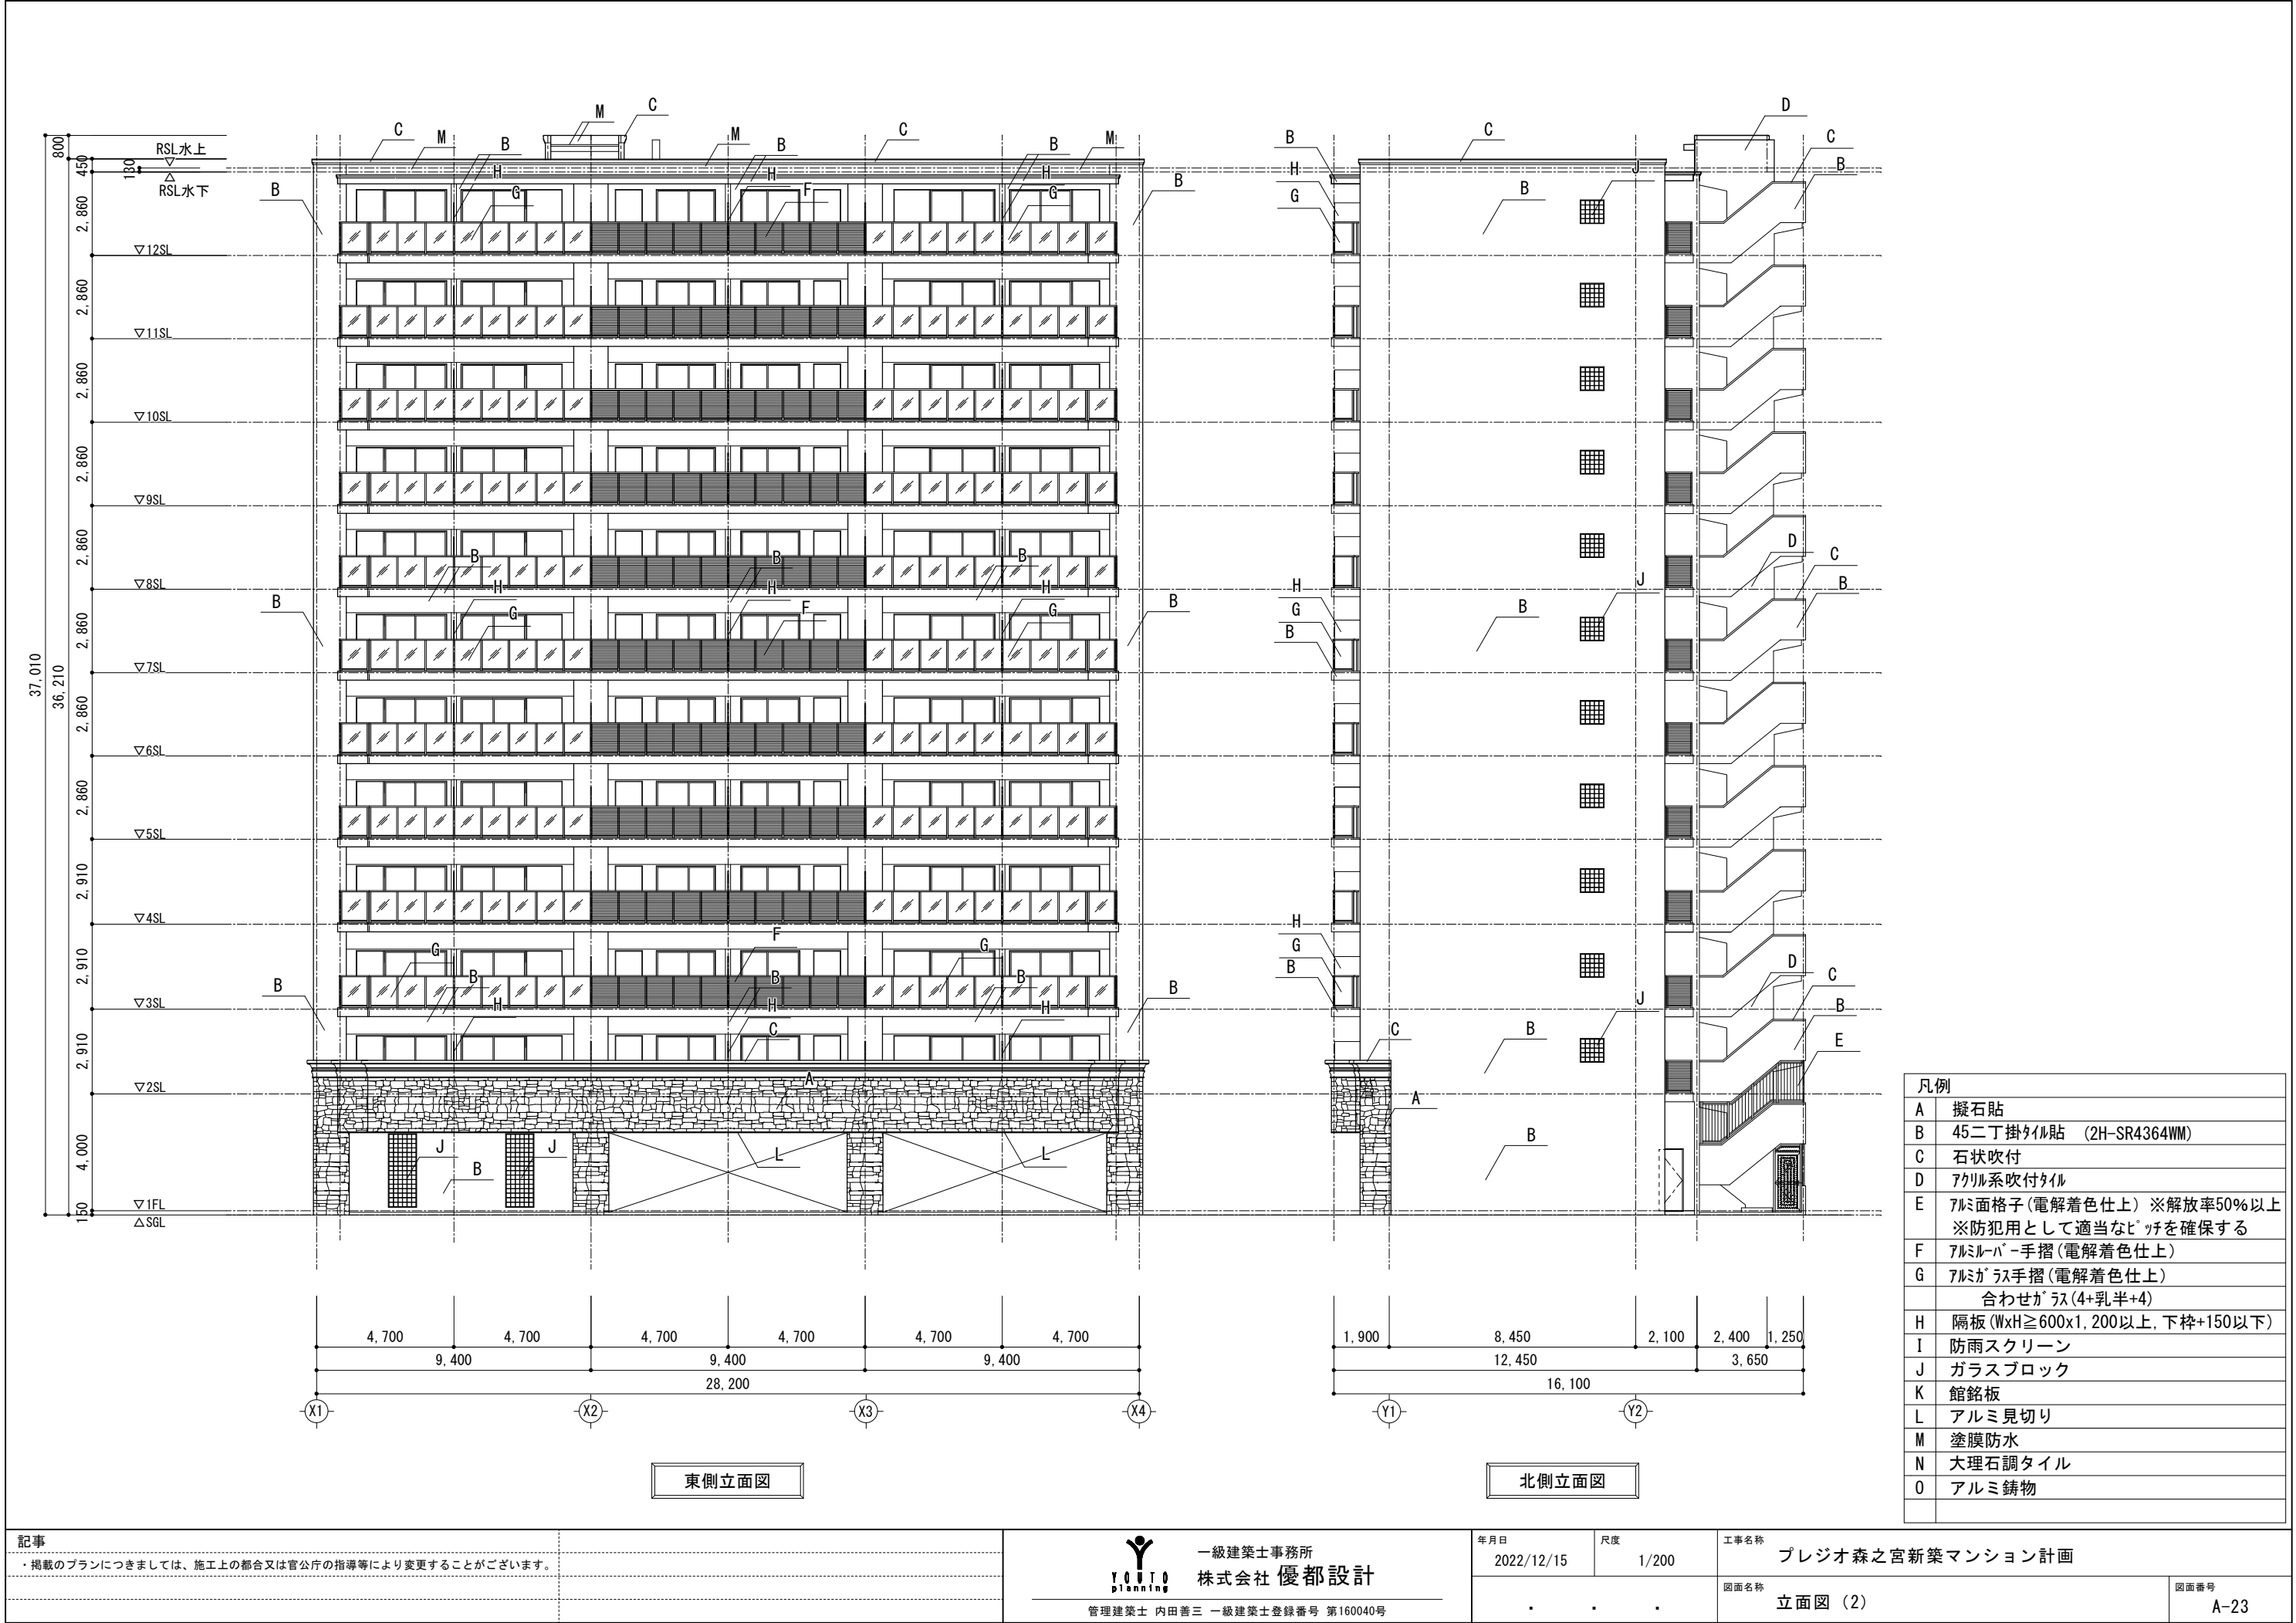 M
C
C
M
B
M
B
C
B
M
H
G
H
F
H
G
B
B
800
450
130
RSL水上
▽
△
RSL水下
2,860
▽12SL
2,860
▽11SL
2,860
▽10SL
2,860
▽9SL
2,860
▽8SL
2,860
▽7SL
2,860
▽6SL
2,860
▽5SL
2,910
▽4SL
2,910
▽3SL
2,910
▽2SL
4,000
▽1FL
△SGL
150
37,010
36,210
B
H
G
B
H
F
B
H
G
B
B
G
F
G
B
B
B
B
B
H
H
H
C
A
J
J
B
L
L
4,700
4,700
4,700
4,700
4,700
4,700
9,400
9,400
9,400
28,200
X1
X2
X3
X4
東側立面図
B
H
G
C
J
B
D
C
B
H
G
B
B
J
D
C
B
H
G
B
C
A
B
B
J
D
C
B
E
1,900
8,450
2,100
2,400
1,250
12,450
3,650
16,100
Y1
Y2
北側立面図
凡例
A 擬石貼
B 45二丁掛ﾀｲﾙ貼 (2H-SR4364WM)
C 石状吹付
D ｱｸﾘﾙ系吹付ﾀｲﾙ
E ｱﾙﾐ面格子(電解着色仕上) ※解放率50%以上
※防犯用として適当なﾋﾟｯﾁを確保する
F ｱﾙﾐﾙｰﾊﾞｰ手摺(電解着色仕上)
G ｱﾙﾐｶﾞﾗｽ手摺(電解着色仕上)
合わせｶﾞﾗｽ(4+乳半+4)
H 隔板(WxH≧600x1,200以上,下枠+150以下)
I 防雨スクリーン
J ガラスブロック
K 館銘板
L アルミ見切り
M 塗膜防水
N 大理石調タイル
O アルミ鋳物
記事
・掲載のプランにつきましては、施工上の都合又は官公庁の指導等により変更することがございます。
YOUTO
planning
一級建築士事務所
株式会社 優都設計
管理建築士 内田善三 一級建築士登録番号 第160040号
年月日
2022/12/15
尺度
1/200
工事名称
プレジオ森之宮新築マンション計画
図面名称
立面図 (2)
図面番号
A-23